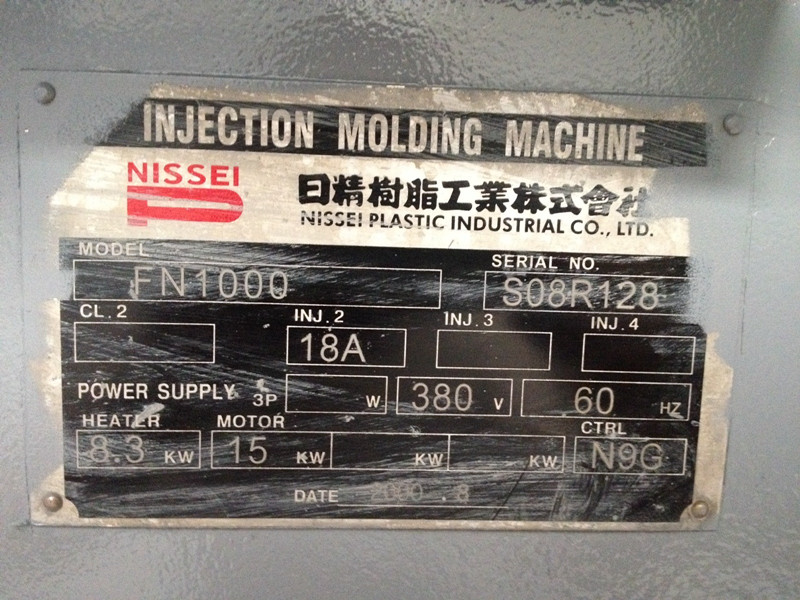 INJECTION MOLDING MACHINE
NISSEI
日精樹脂工業株式會社
NISSEI PLASTIC INDUSTRIAL CO., LTD.
MODEL SERIAL NO.
FN1000 S08R128
CL.2 INJ.2 INJ.3 INJ.4
18A
POWER SUPPLY 3P W 380 V 60 HZ
HEATER MOTOR CTRL
8.3 KW 15 KW KW KW N9G
DATE 2000.8